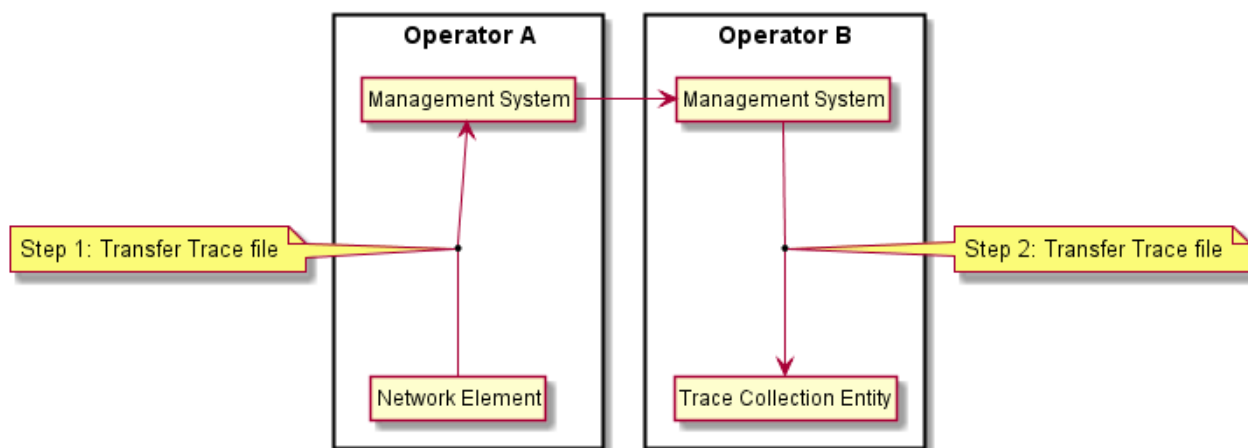 Operator A
Operator B
Management System
Management System
Step 1: Transfer Trace file
Step 2: Transfer Trace file
Network Element
Trace Collection Entity